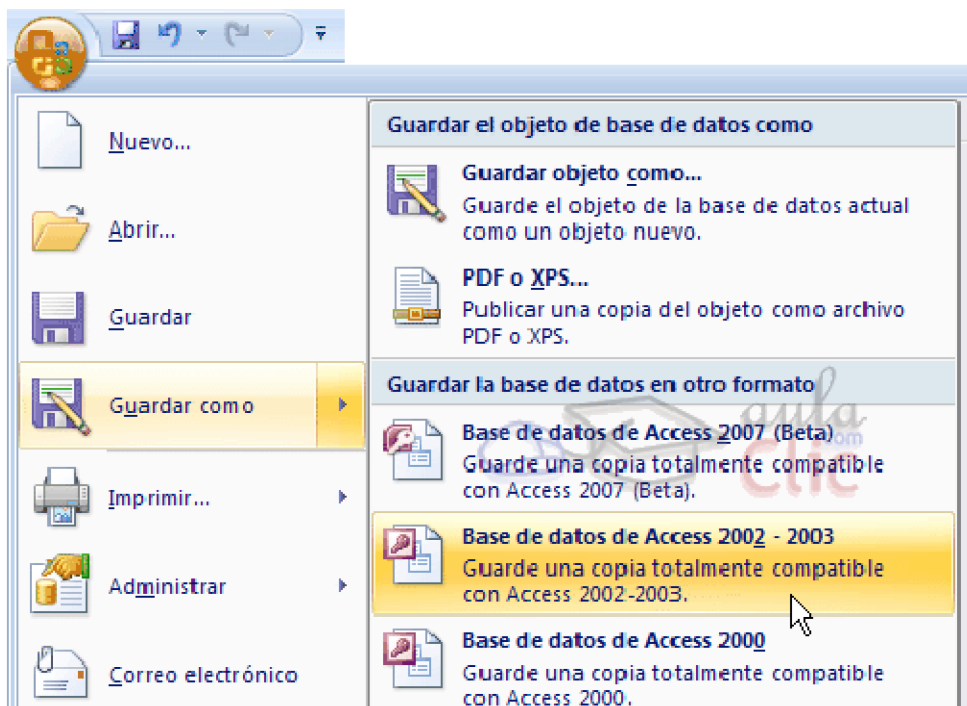 Nuevo...
Abrir...
Guardar
Guardar como
Imprimir...
Administrar
Correo electrónico
Guardar el objeto de base de datos como
Guardar objeto como...
Guarde el objeto de la base de datos actual
como un objeto nuevo.
PDF o XPS...
Publicar una copia del objeto como archivo
PDF o XPS.
Guardar la base de datos en otro formato
Base de datos de Access 2007 (Beta)
Guarde una copia totalmente compatible
con Access 2007 (Beta).
Base de datos de Access 2002 - 2003
Guarde una copia totalmente compatible
con Access 2002-2003.
Base de datos de Access 2000
Guarde una copia totalmente compatible
con Access 2000.
aula
Clic
.com